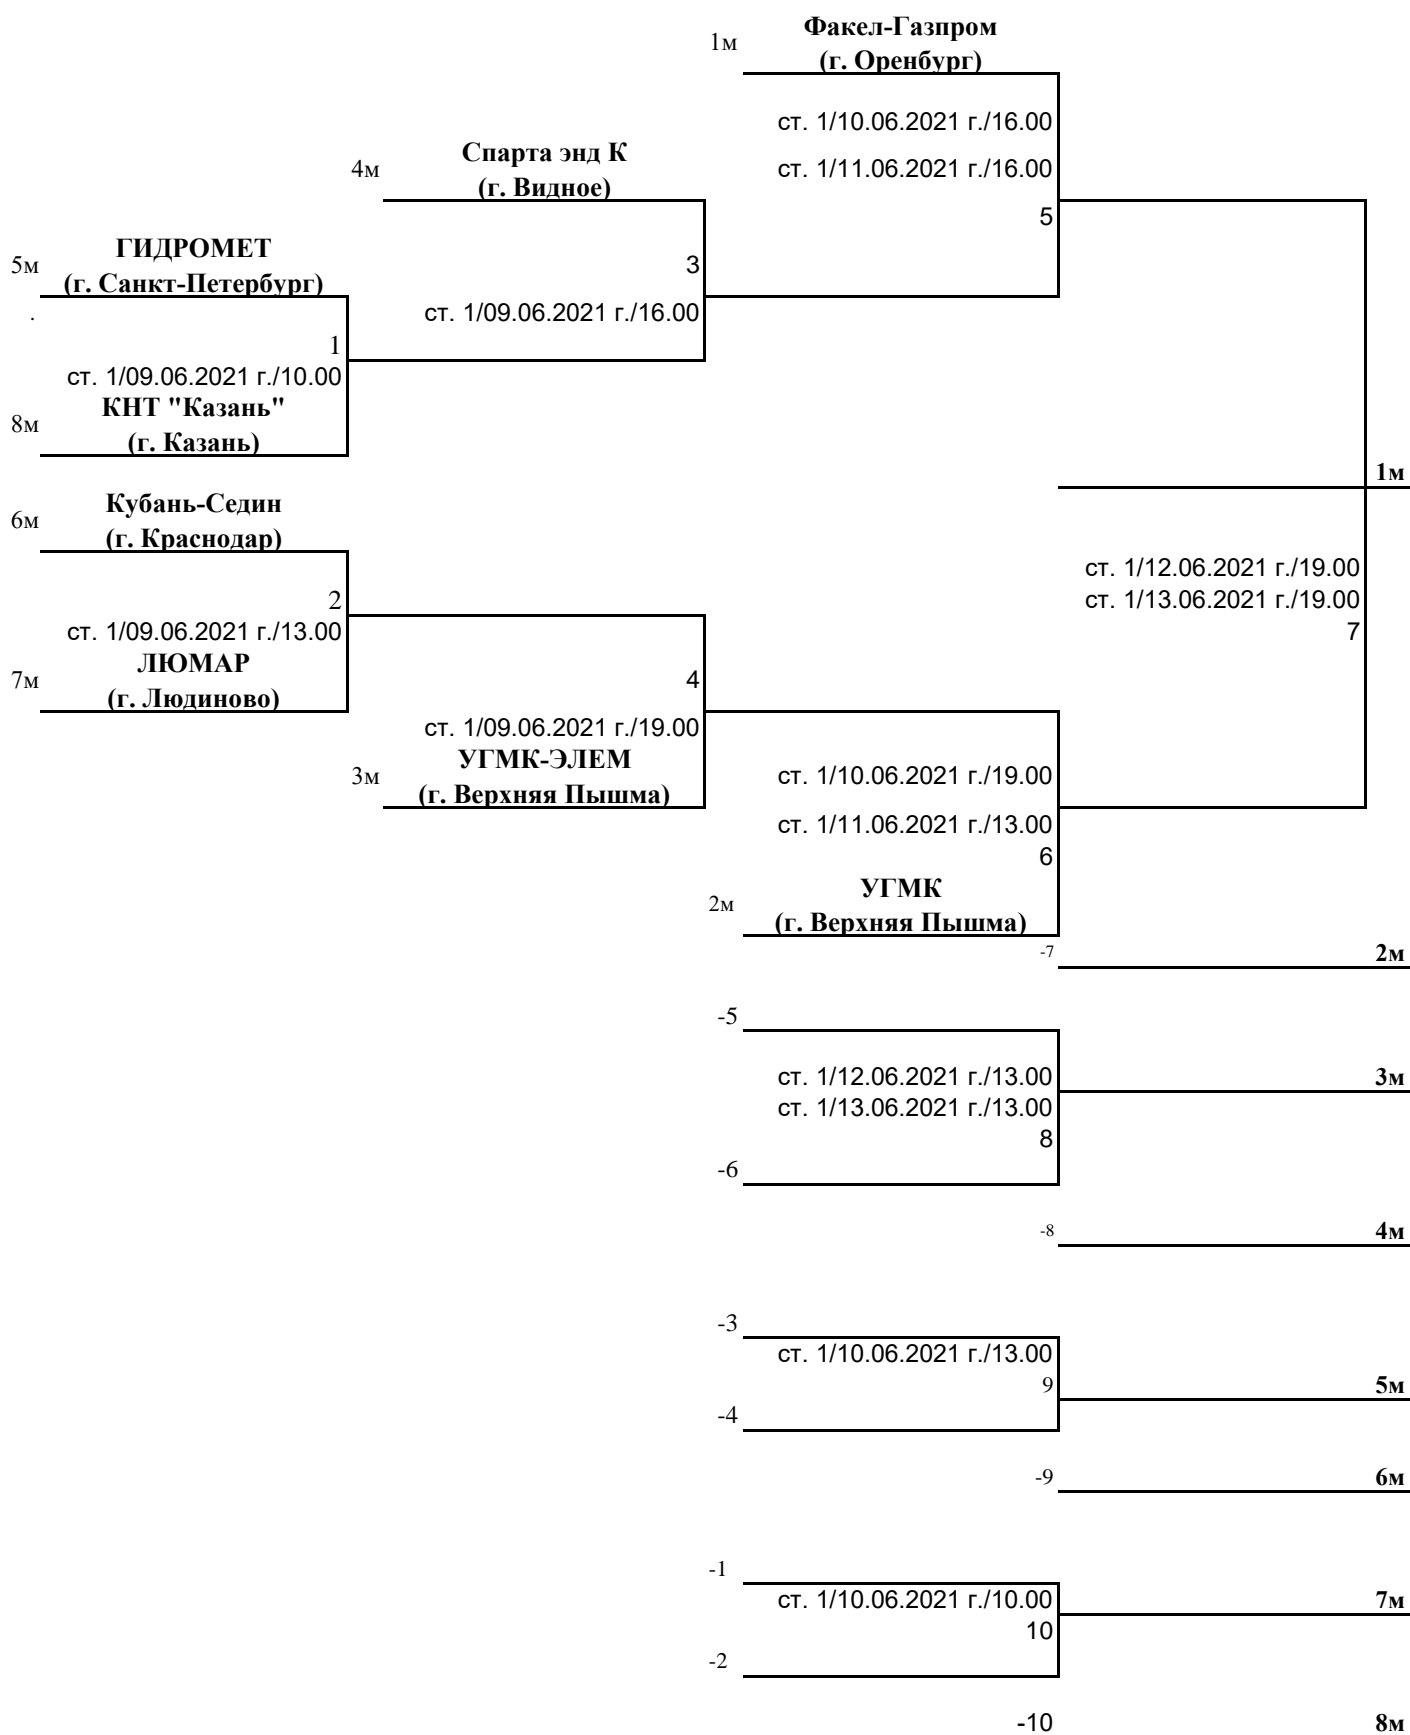 1м
Факел-Газпром
(г. Оренбург)
ст. 1/10.06.2021 г./16.00
ст. 1/11.06.2021 г./16.00
5
4м
Спарта энд К
(г. Видное)
3
ст. 1/09.06.2021 г./16.00
5м
ГИДРОМЕТ
(г. Санкт-Петербург)
.
1
ст. 1/09.06.2021 г./10.00
8м
КНТ "Казань"
(г. Казань)
1м
6м
Кубань-Седин
(г. Краснодар)
2
ст. 1/09.06.2021 г./13.00
7м
ЛЮМАР
(г. Людиново)
ст. 1/12.06.2021 г./19.00
ст. 1/13.06.2021 г./19.00
7
4
ст. 1/09.06.2021 г./19.00
3м
УГМК-ЭЛЕМ
(г. Верхняя Пышма)
ст. 1/10.06.2021 г./19.00
ст. 1/11.06.2021 г./13.00
6
2м
УГМК
(г. Верхняя Пышма)
-7
2м
-5
ст. 1/12.06.2021 г./13.00
ст. 1/13.06.2021 г./13.00
8
3м
-6
-8
4м
-3
ст. 1/10.06.2021 г./13.00
9
5м
-4
-9
6м
-1
ст. 1/10.06.2021 г./10.00
10
7м
-2
-10
8м